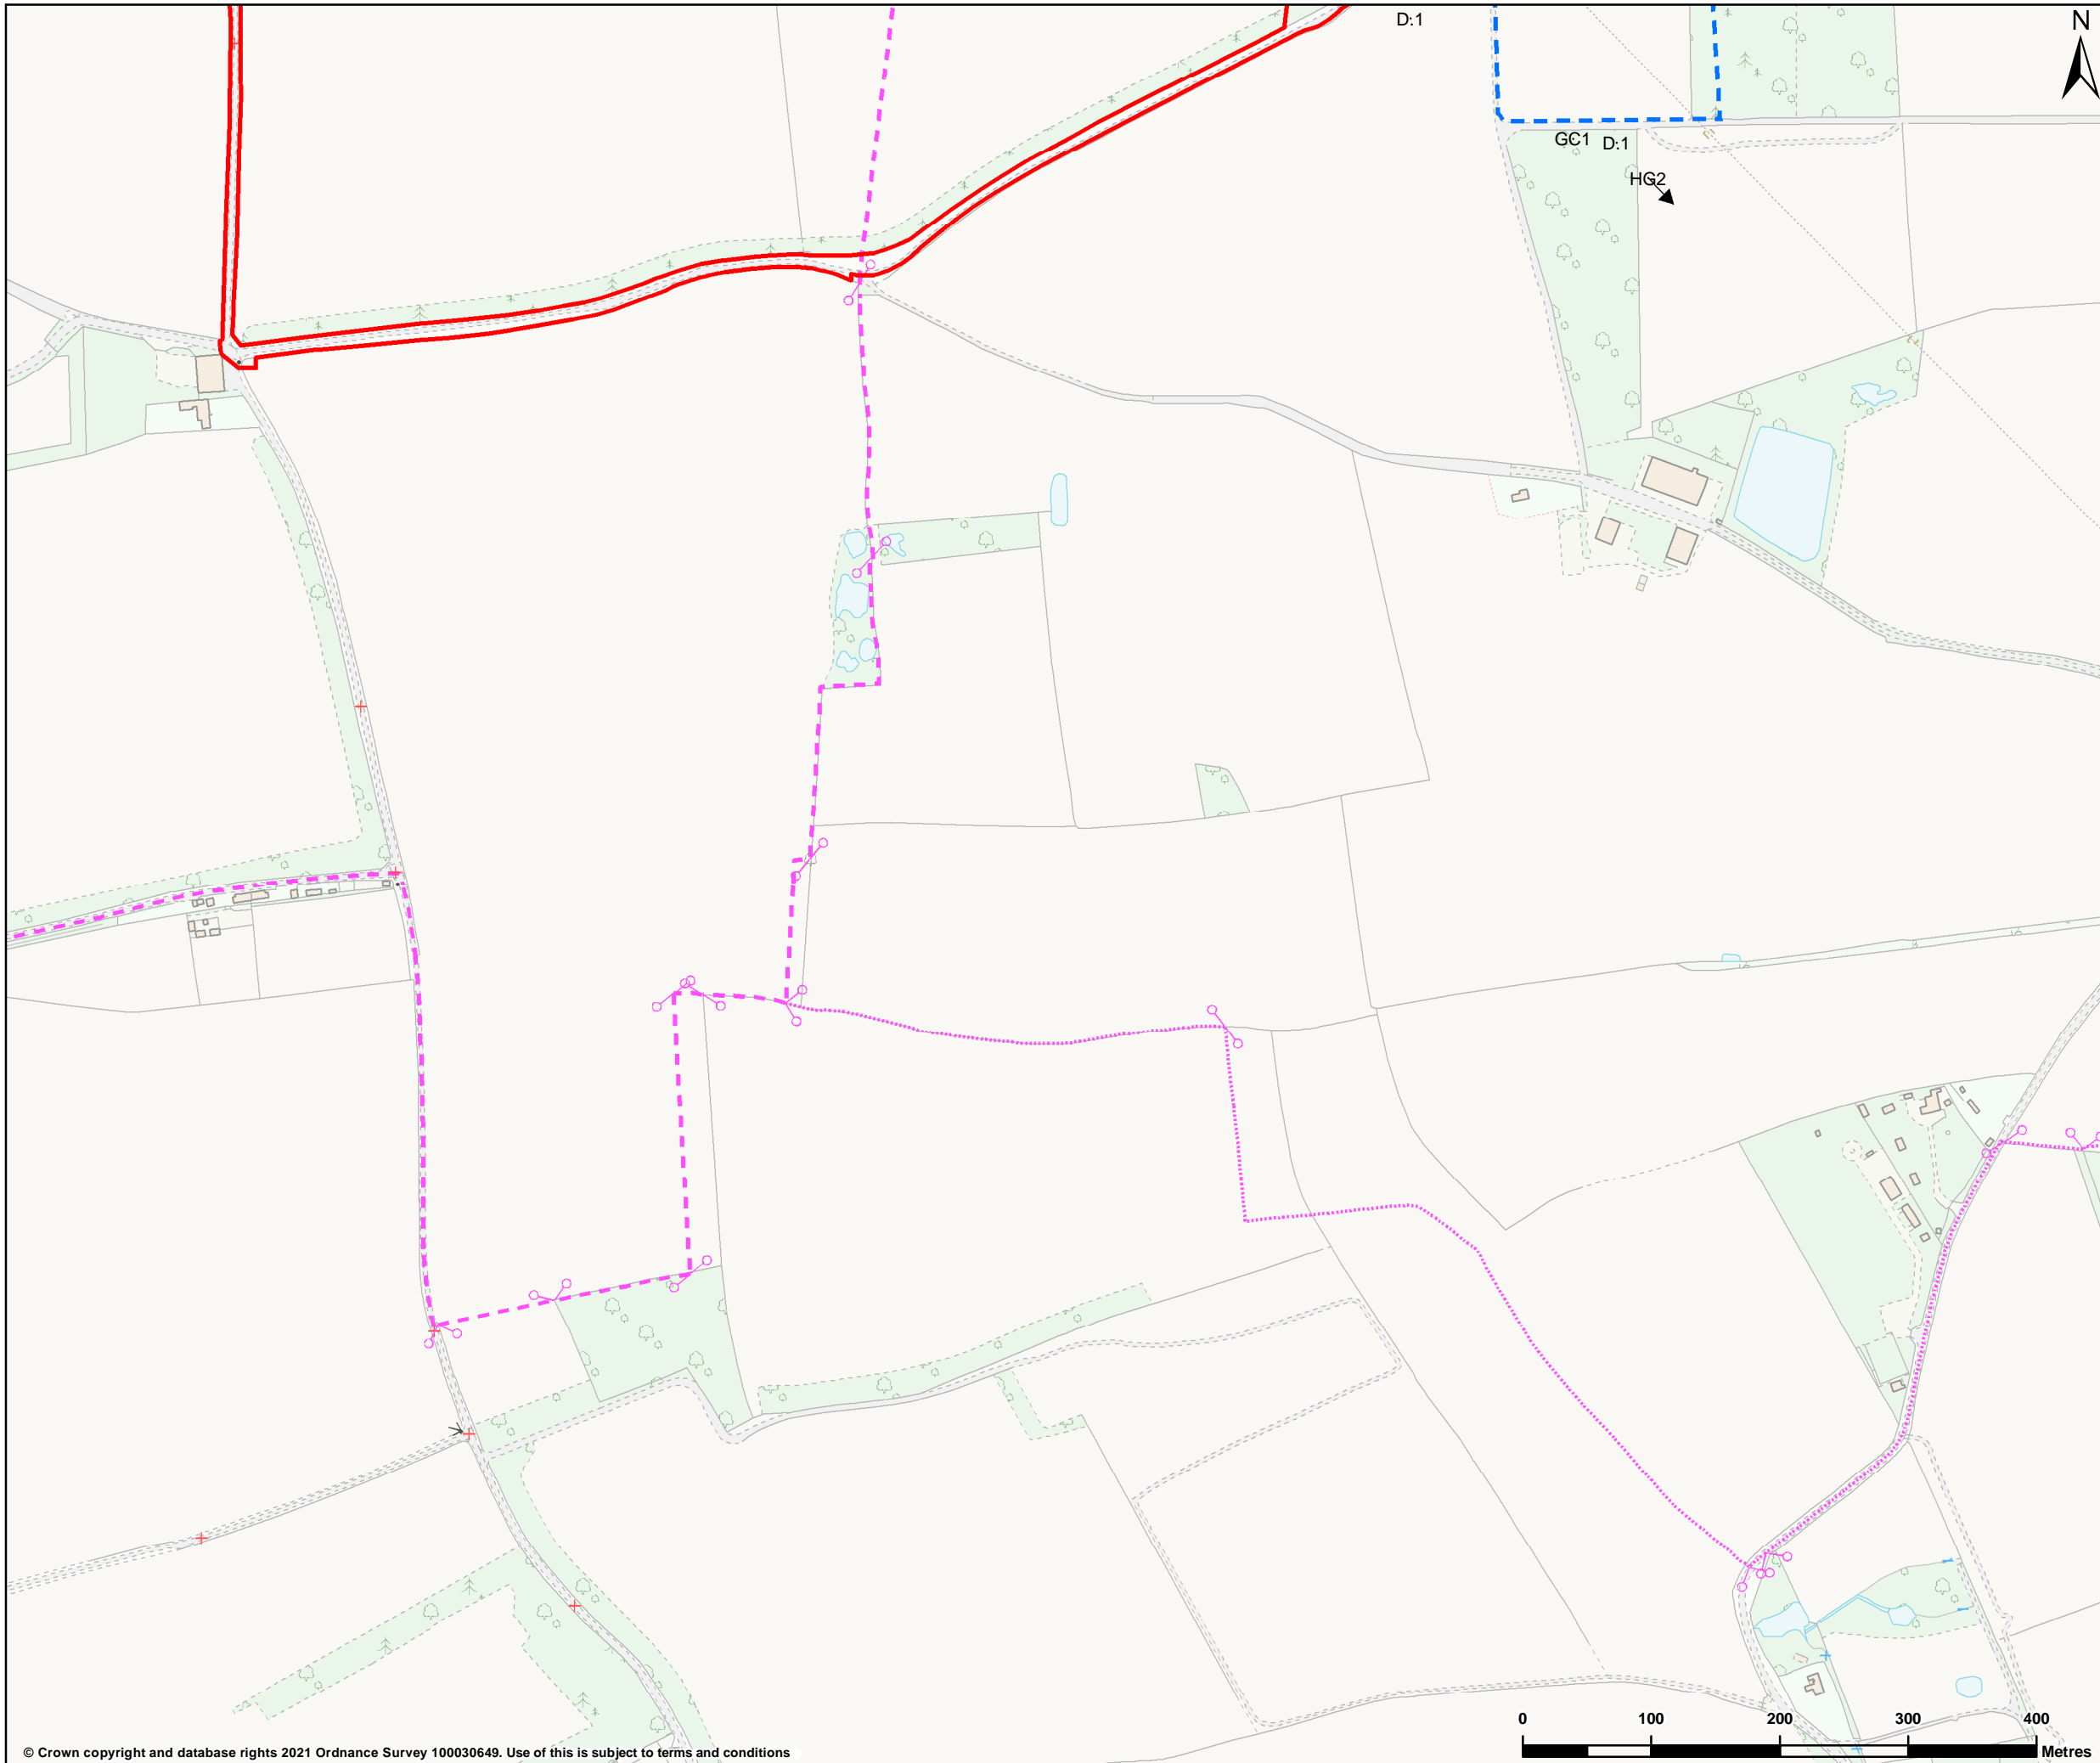 D:1
N
GC1 D:1
HG2
0 100 200 300 400
Metres
© Crown copyright and database rights 2021 Ordnance Survey 100030649. Use of this is subject to terms and conditions